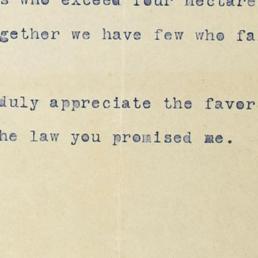 s who exceed four hectare
gether we have few who fa
duly appreciate the favor
he law you promised me.